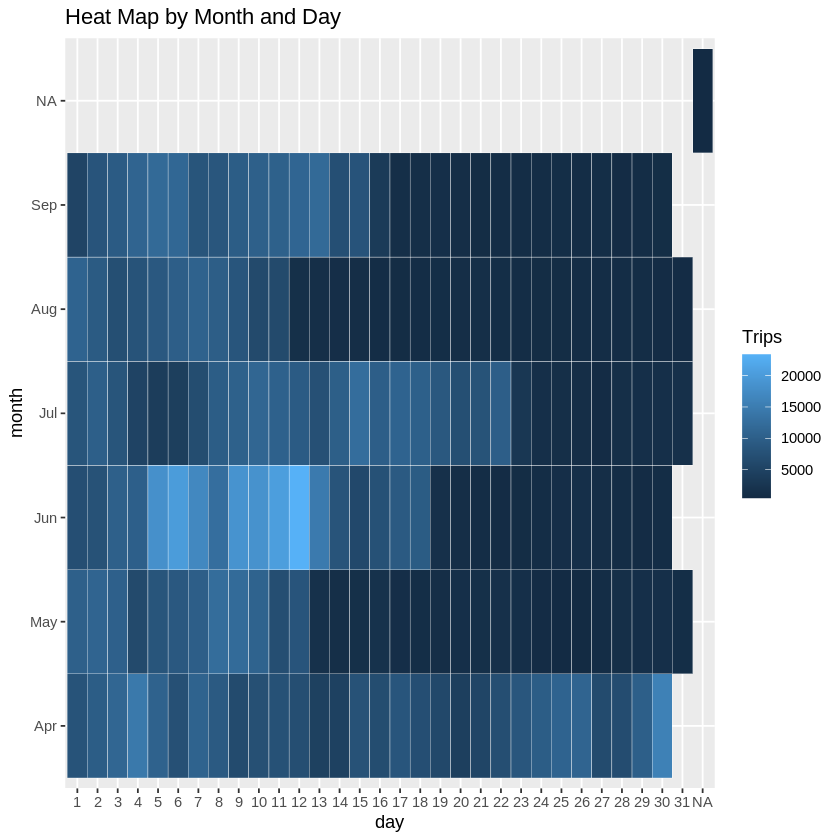 Heat Map by Month and Day
NA
Sep
Aug
Jul
Jun
May
Apr
month
1 2 3 4 5 6 7 8 9 10 11 12 13 14 15 16 17 18 19 20 21 22 23 24 25 26 27 28 29 30 31 NA
day
Trips
20000
15000
10000
5000